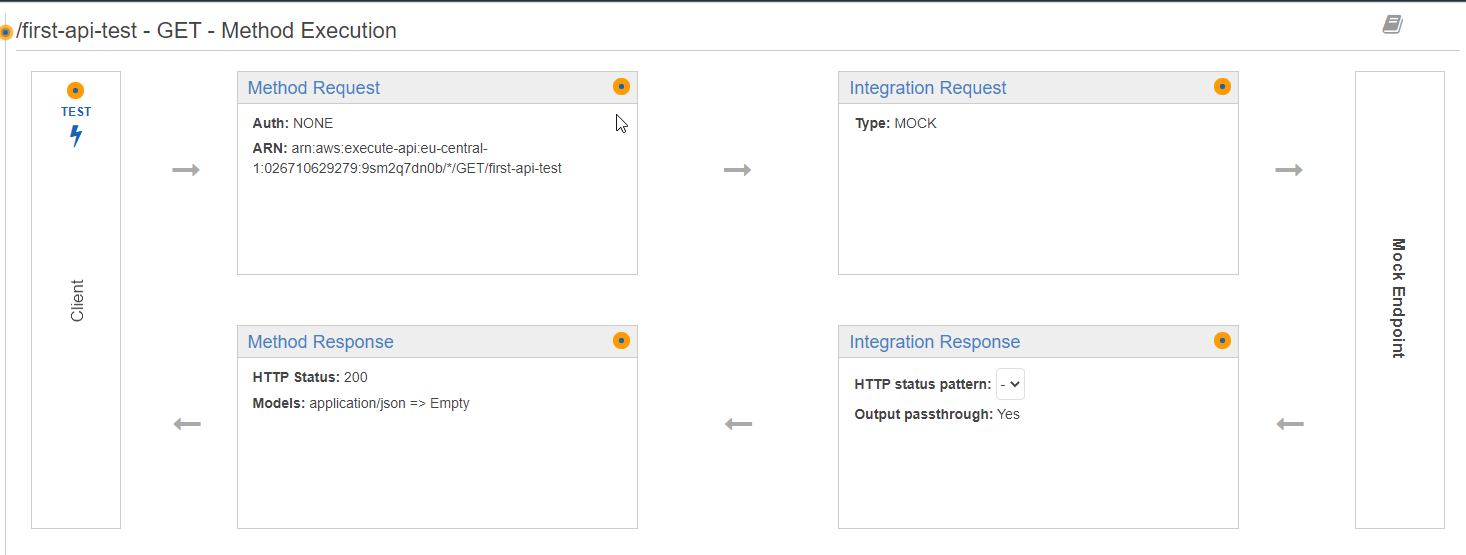 /first-api-test - GET - Method Execution
TEST
Client
Method Request
Auth: NONE
ARN: arn:aws:execute-api:eu-central-
1:026710629279:9sm2q7dn0b/*/GET/first-api-test
Integration Request
Type: MOCK
Mock Endpoint
Method Response
HTTP Status: 200
Models: application/json => Empty
Integration Response
HTTP status pattern: -
Output passthrough: Yes